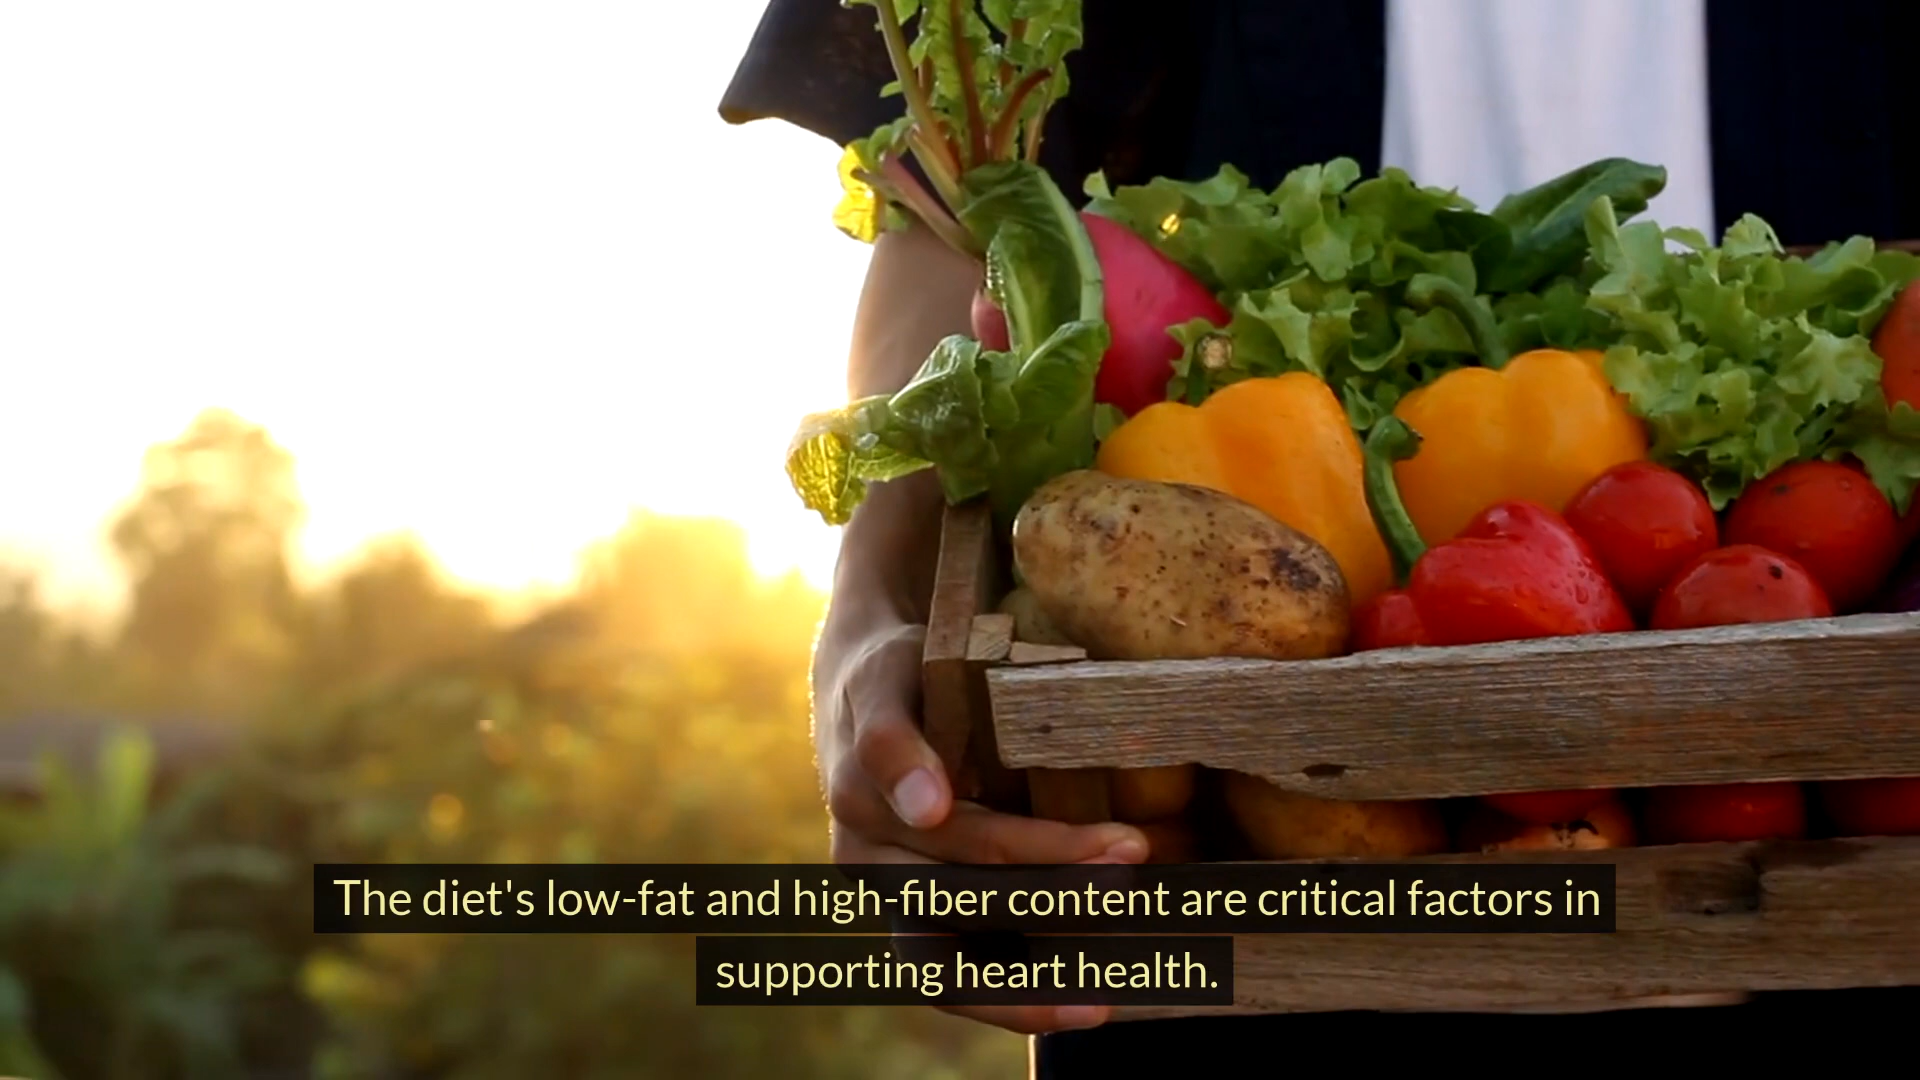 The diet's low-fat and high-fiber content are critical factors in
supporting heart health.